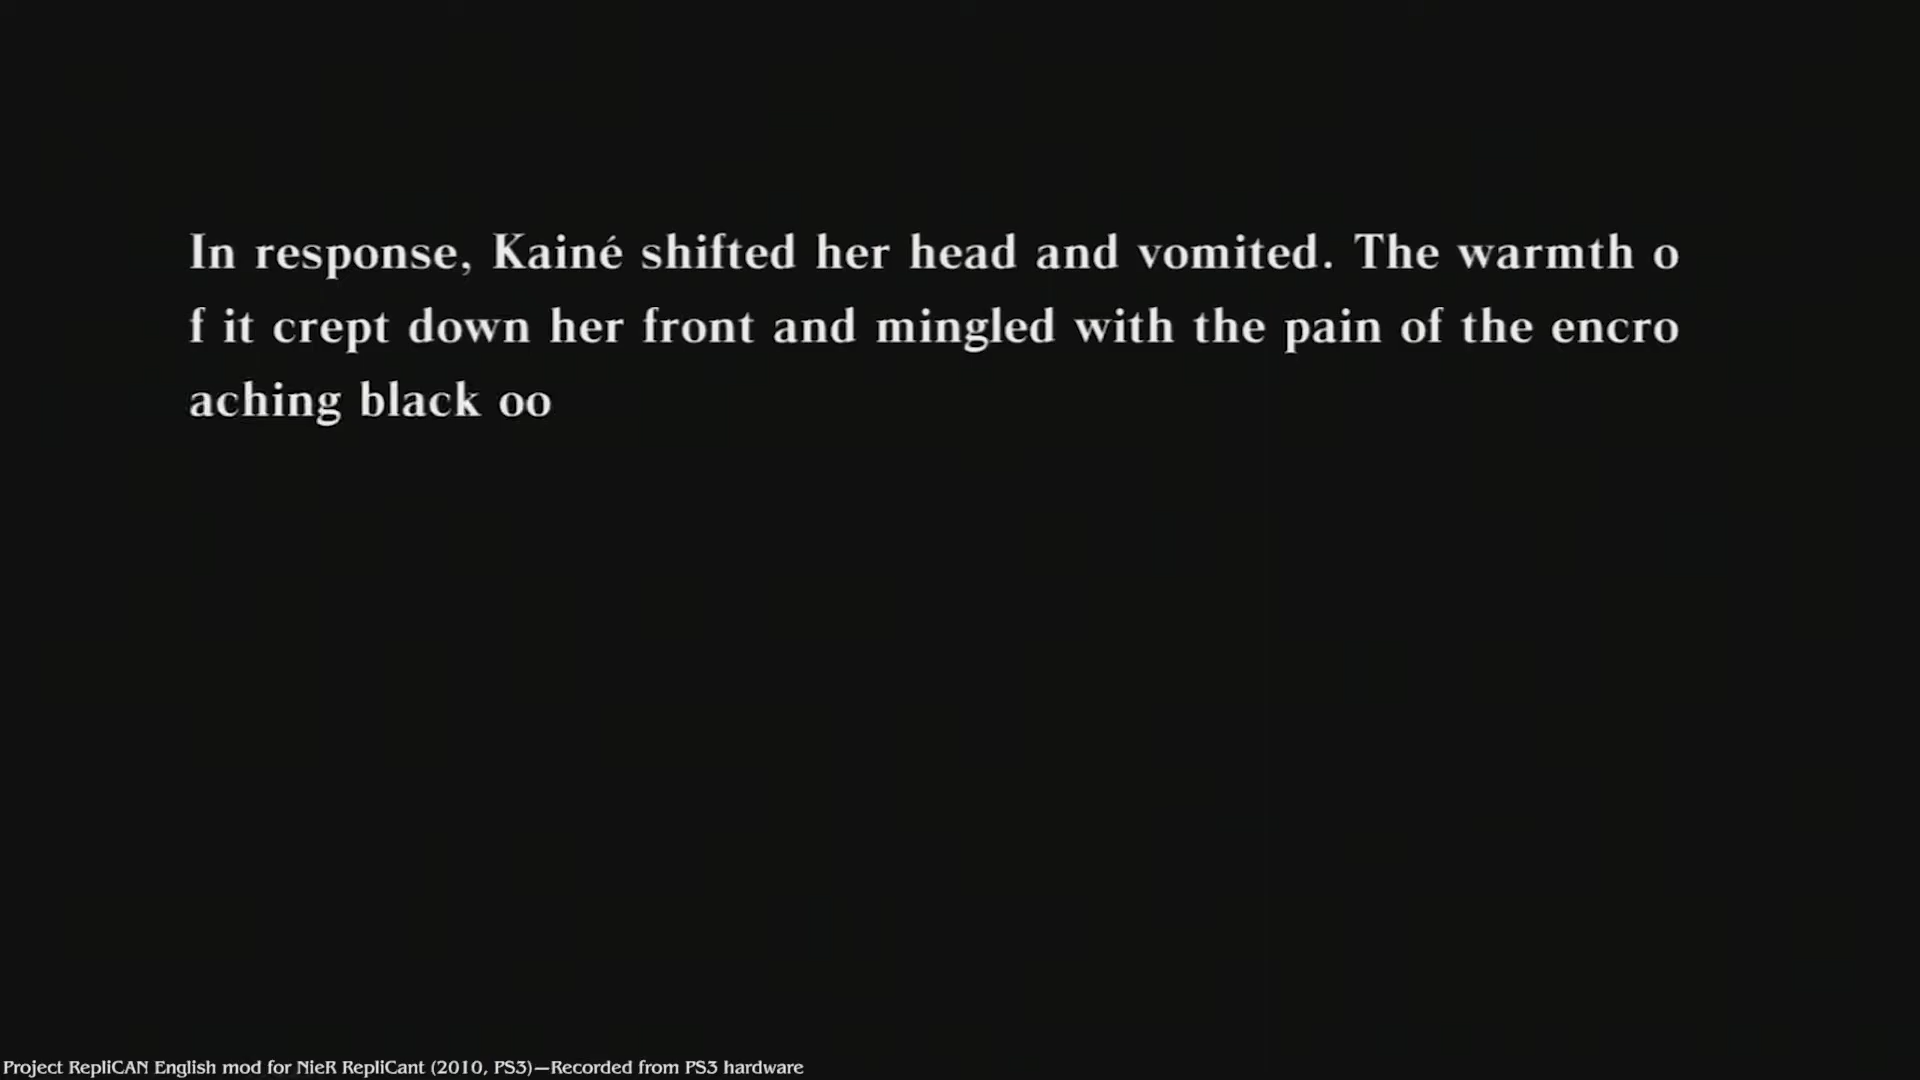 In response, Kainé shifted her head and vomited. The warmth o
f it crept down her front and mingled with the pain of the encro
aching black oo
Project RepliCAN English mod for NieR RepliCant (2010, PS3)—Recorded from PS3 hardware